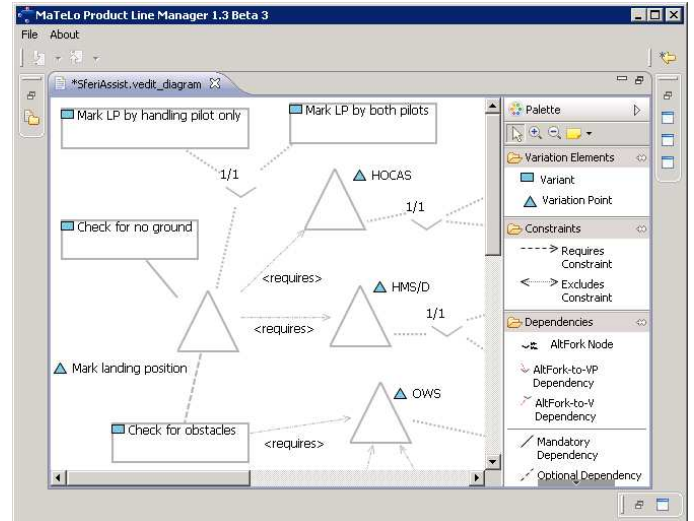 MaTeLo Product Line Manager 1.3 Beta 3
File About
*SferiAssist.vedit_diagram
Mark LP by handling pilot only
Mark LP by both pilots
1/1
HOCAS
1/1
Check for no ground
<requires>
HMS/D
1/1
<requires>
Mark landing position
OWS
Check for obstacles
<requires>
Palette
Variation Elements
Variant
Variation Point
Constraints
Requires
Constraint
Excludes
Constraint
Dependencies
AltFork Node
AltFork-to-VP
Dependency
AltFork-to-V
Dependency
Mandatory
Dependency
Optional Dependency